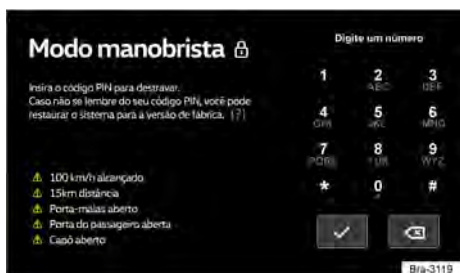 Modo manobrista
Digite um número
Insira o código PIN para destravar.
Caso não se lembre do seu código PIN, você pode
restaurar o sistema para a versão de fábrica. [?]
1 2 3
ABC DEF
4 5 6
GHI JKL MNO
7 8 9
PQRS TUV WYZ
* 0 #
100 km/h alcançado
15km distância
Porta-malas aberto
Porta do passageiro aberta
Capô aberto
Bra-3119